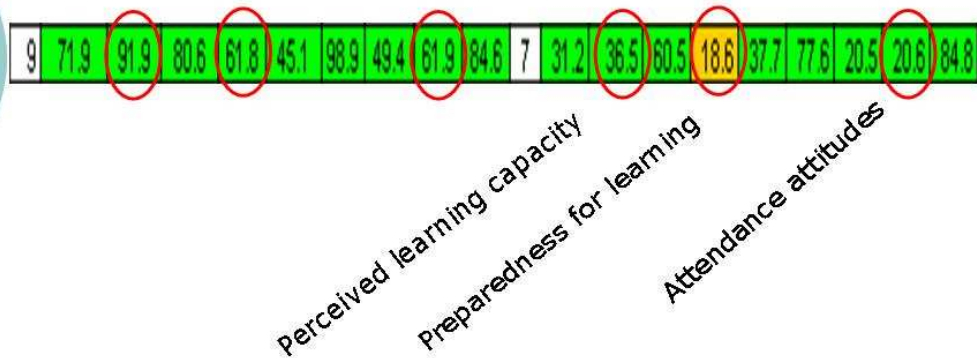 9 71.9 91.9 80.6 61.8 45.1 98.9 49.4 61.9 84.6 7 31.2 36.5 60.5 18.6 37.7 77.6 20.5 20.6 84.8
Perceived learning capacity
Preparedness for learning
Attendance attitudes